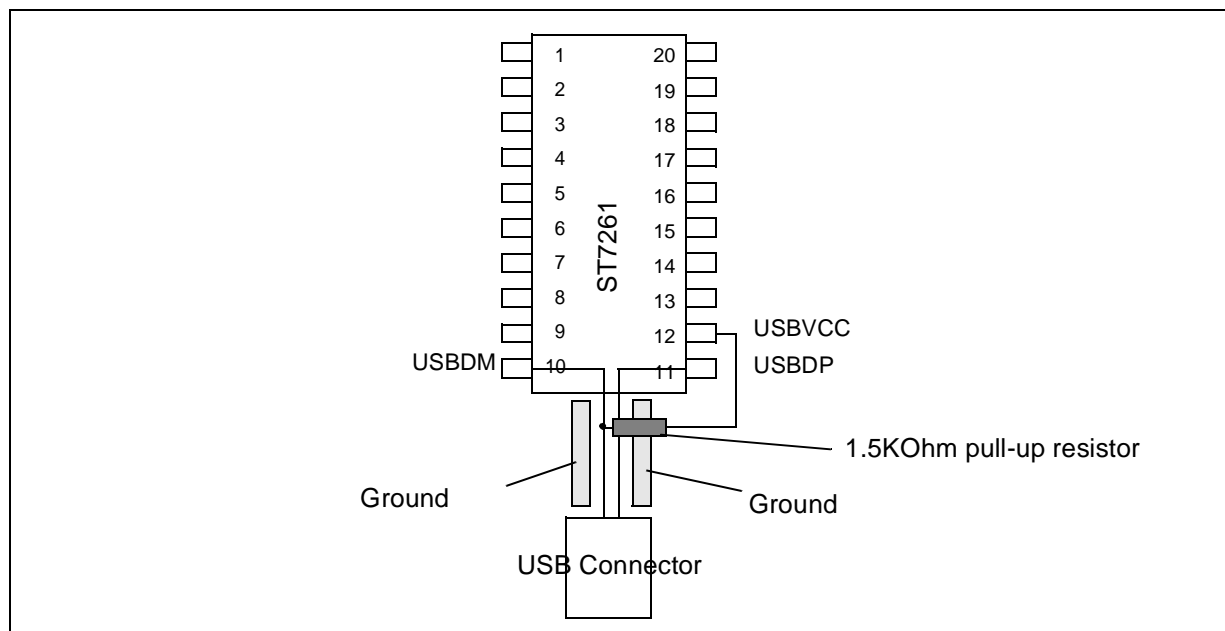 1 20
2 19
3 18
4 17
5 16
6 15
7 14
8 13
ST7261
9 12 USBVCC
USBDM 10 11 USBDP
1.5KOhm pull-up resistor
Ground Ground
USB Connector